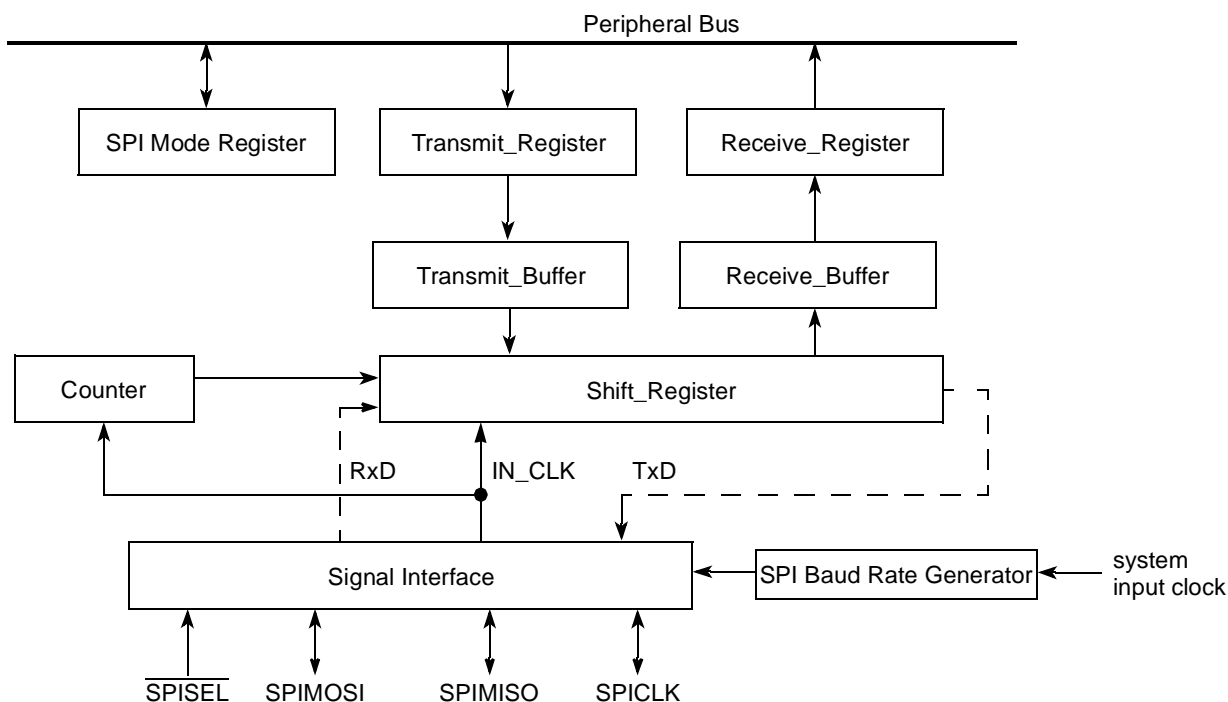 Peripheral Bus
SPI Mode Register
Transmit_Register
Receive_Register
Transmit_Buffer
Receive_Buffer
Counter
Shift_Register
RxD
IN_CLK
TxD
Signal Interface
SPI Baud Rate Generator
system
input clock
SPISEL
SPIMOSI
SPIMISO
SPICLK